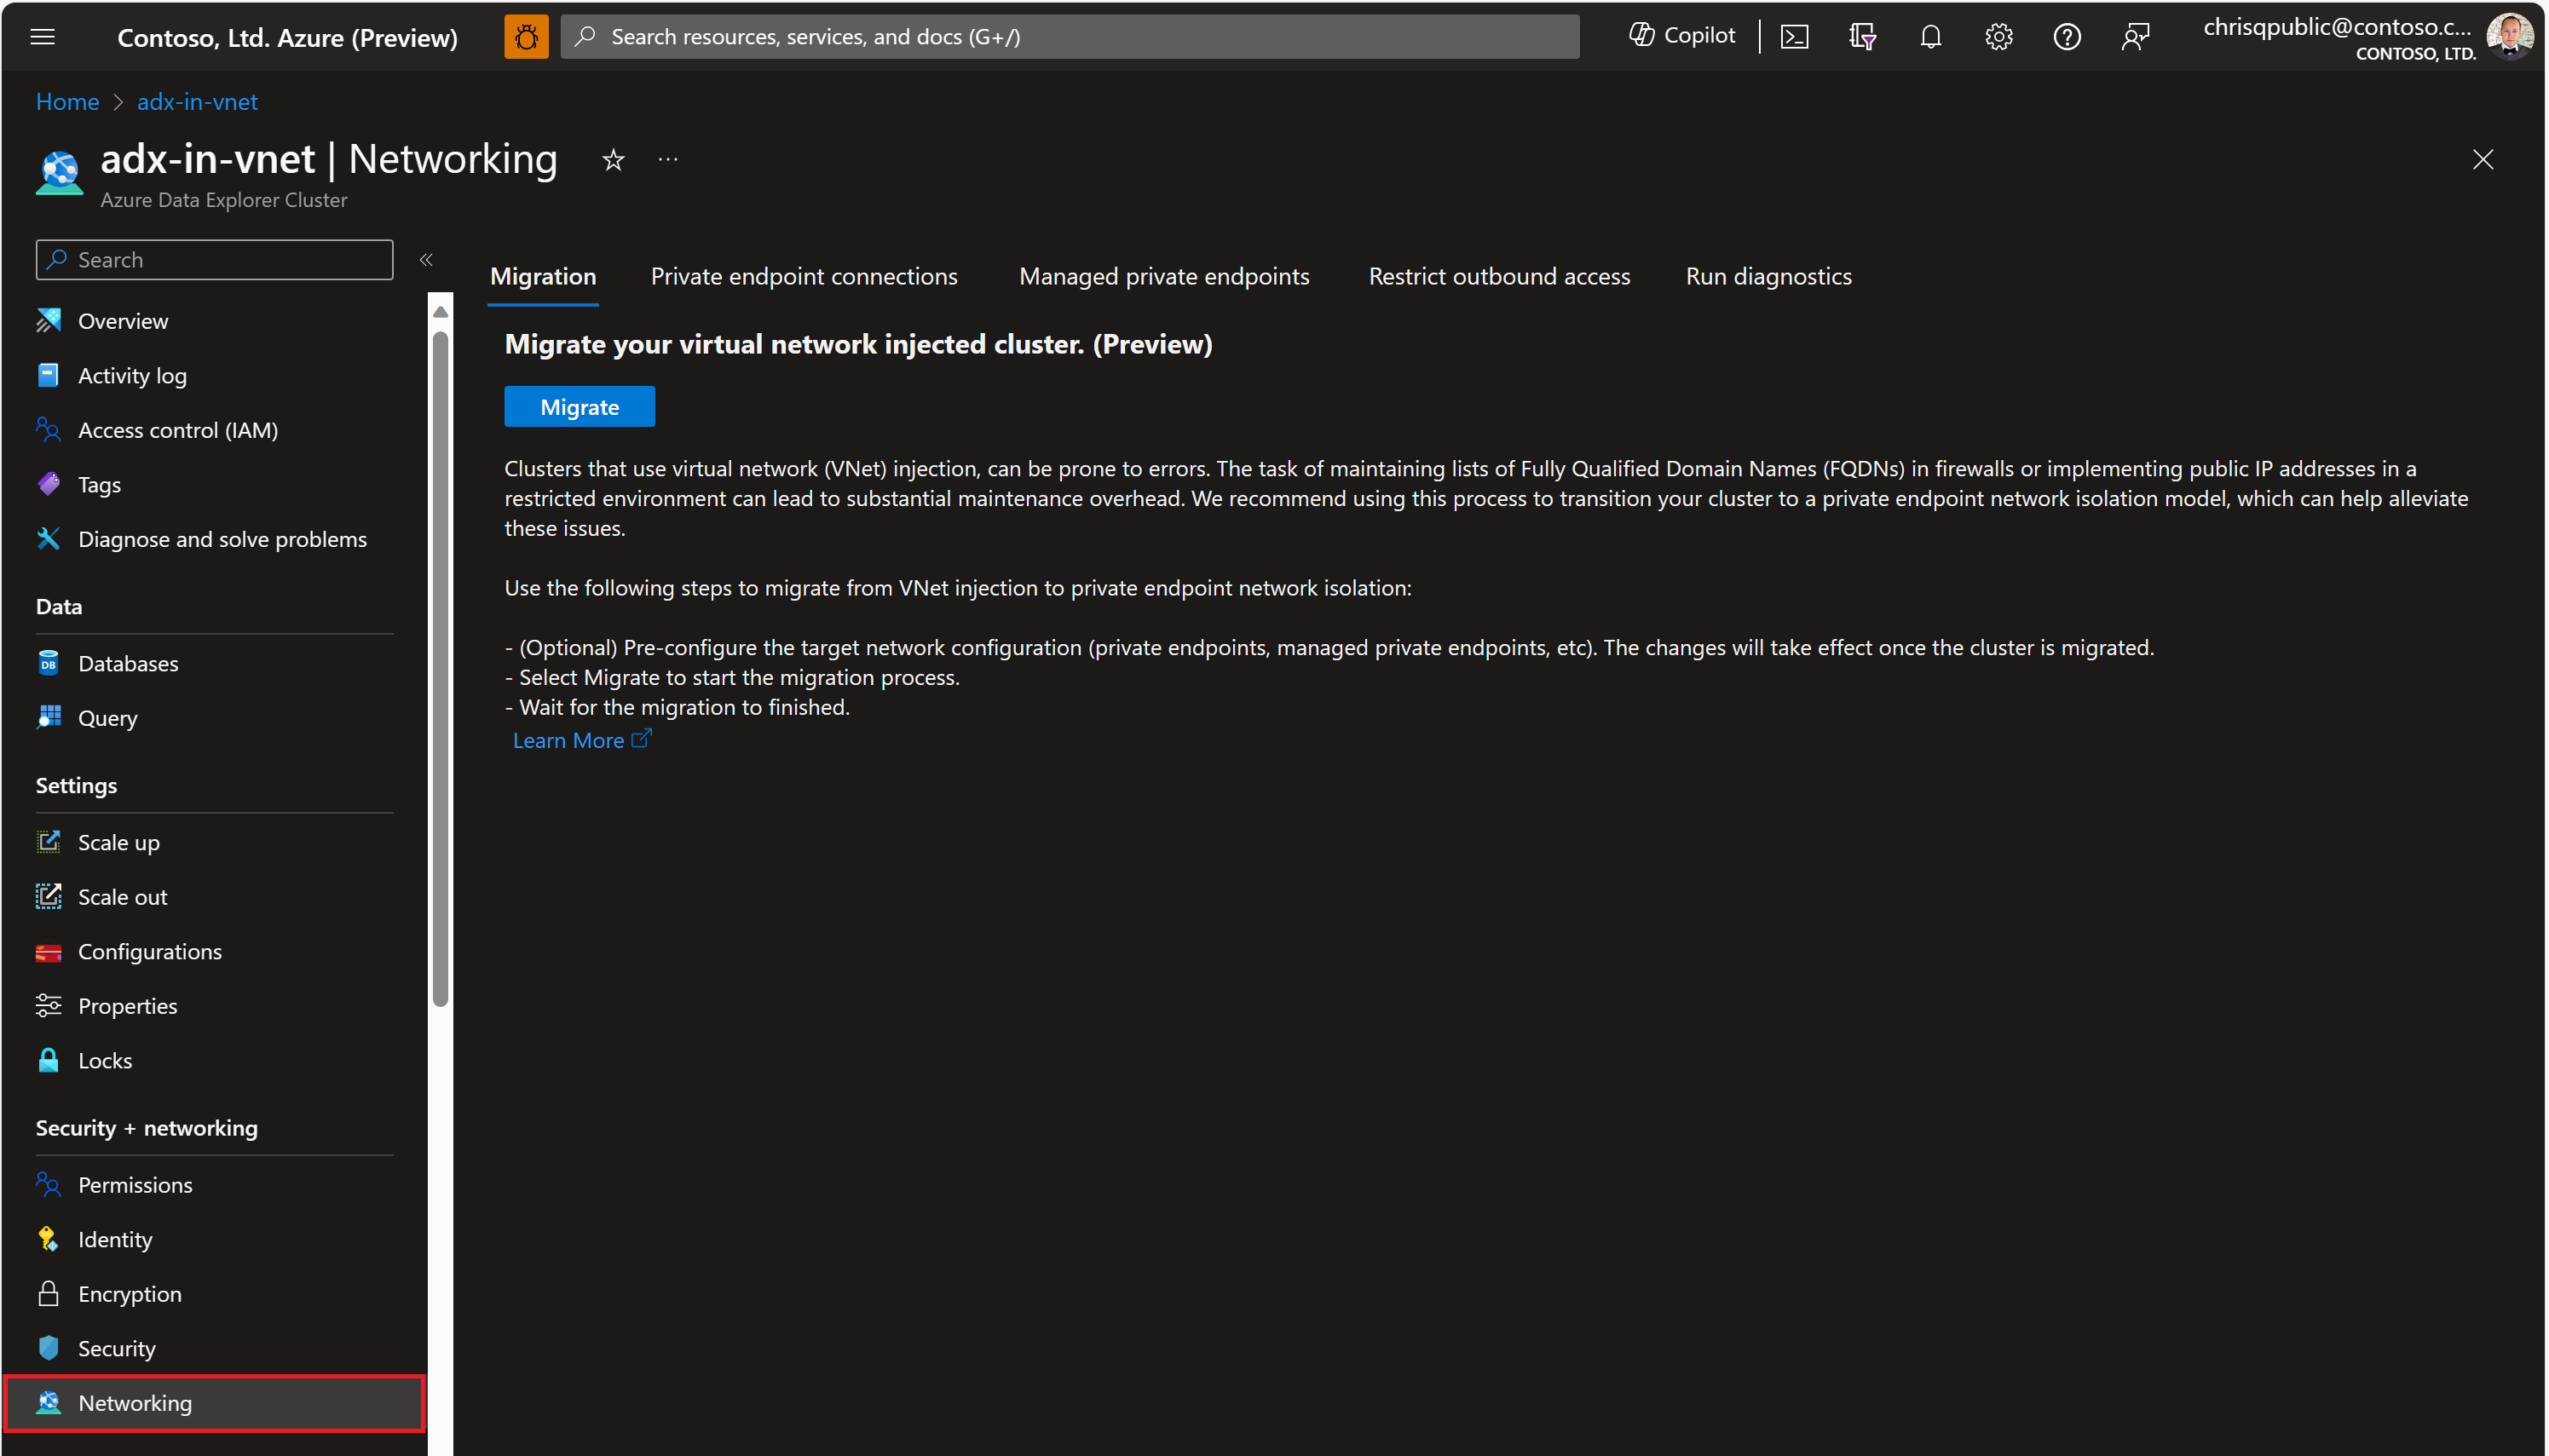 Contoso, Ltd. Azure (Preview)
Search resources, services, and docs (G+/)
Copilot
chrisqpublic@contoso.c...
CONTOSO, LTD.
Home > adx-in-vnet
adx-in-vnet | Networking
Azure Data Explorer Cluster
Search
Overview
Activity log
Access control (IAM)
Tags
Diagnose and solve problems
Data
DB
Databases
Query
Settings
Scale up
Scale out
Configurations
Properties
Locks
Security + networking
Permissions
Identity
Encryption
Security
Networking
Migration
Private endpoint connections
Managed private endpoints
Restrict outbound access
Run diagnostics
Migrate your virtual network injected cluster. (Preview)
Migrate
Clusters that use virtual network (VNet) injection, can be prone to errors. The task of maintaining lists of Fully Qualified Domain Names (FQDNs) in firewalls or implementing public IP addresses in a
restricted environment can lead to substantial maintenance overhead. We recommend using this process to transition your cluster to a private endpoint network isolation model, which can help alleviate
these issues.
Use the following steps to migrate from VNet injection to private endpoint network isolation:
- (Optional) Pre-configure the target network configuration (private endpoints, managed private endpoints, etc). The changes will take effect once the cluster is migrated.
- Select Migrate to start the migration process.
- Wait for the migration to finished.
Learn More